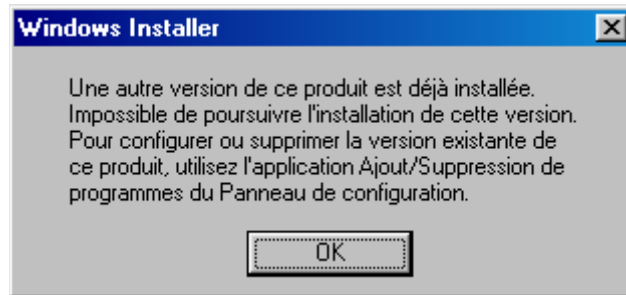 Windows Installer
Une autre version de ce produit est déjà installée.
Impossible de poursuivre l'installation de cette version.
Pour configurer ou supprimer la version existante de
ce produit, utilisez l'application Ajout/Suppression de
programmes du Panneau de configuration.
OK